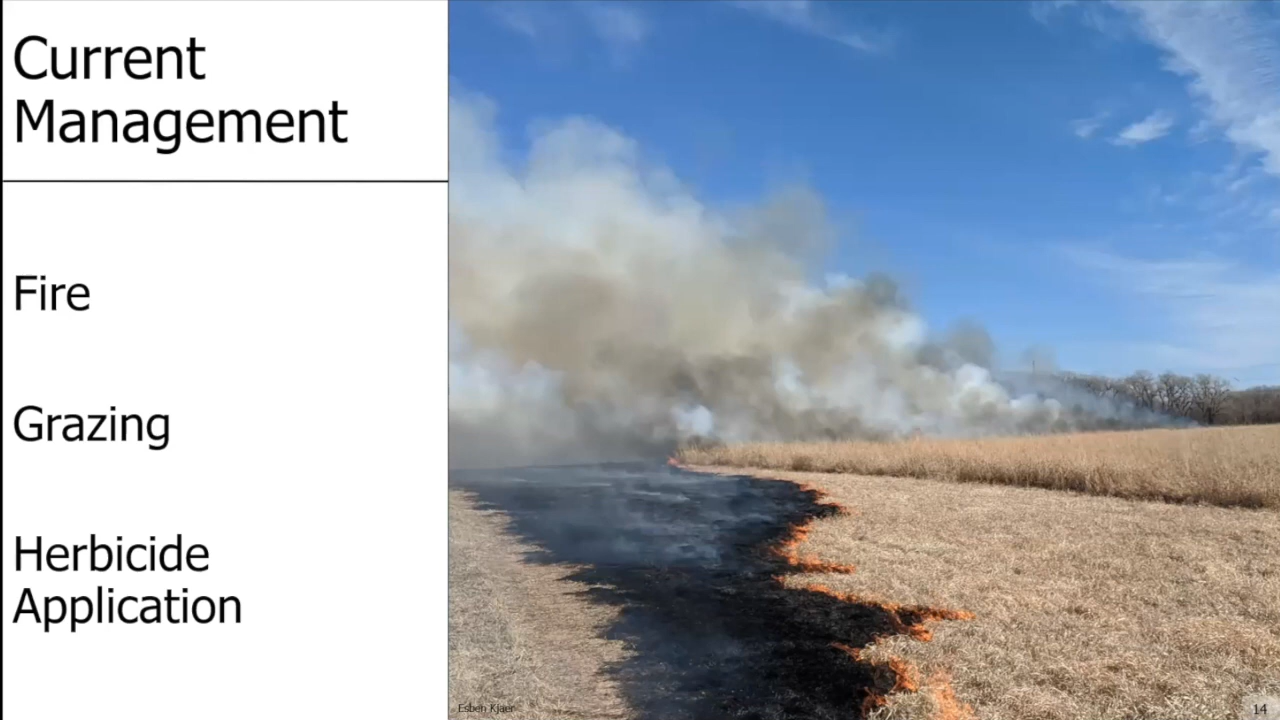 Current
Management
Fire
Grazing
Herbicide
Application
Esben Kjaer
14